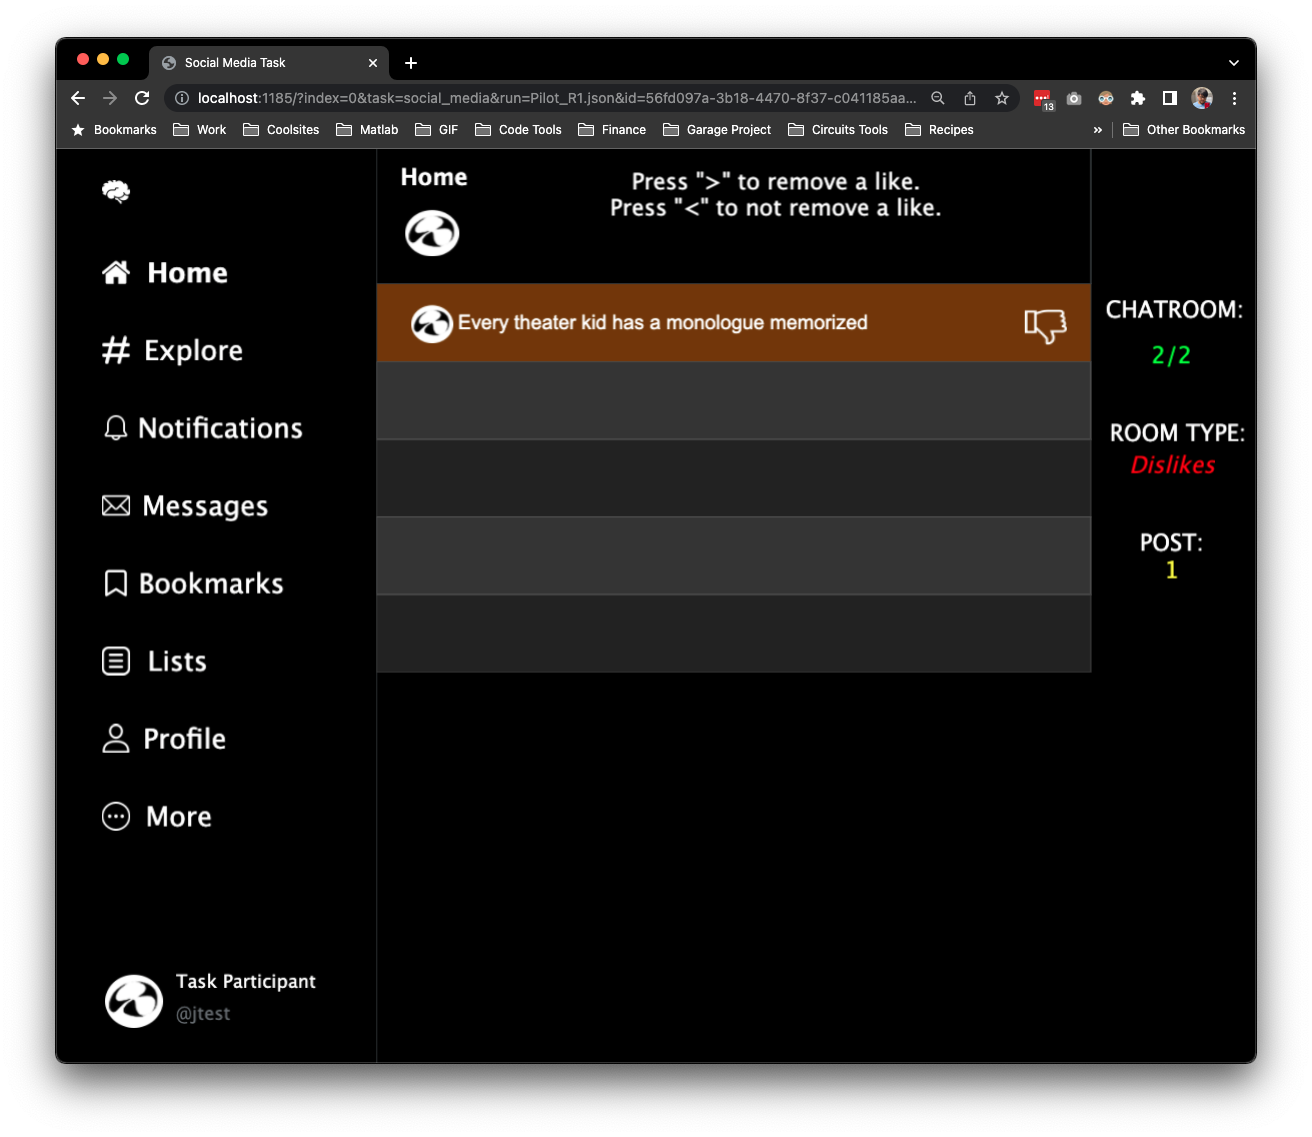 Social Media Task
localhost:1185/?index=0&task=social_media&run=Pilot_R1.json&id=56fd097a-3b18-4470-8f37-c041185aa...
13
Bookmarks Work Coolsites Matlab GIF Code Tools Finance Garage Project Circuits Tools Recipes » Other Bookmarks
Home
Explore
Notifications
Messages
Bookmarks
Lists
Profile
More
Task Participant
@jtest
Home
Press ">" to remove a like.
Press "<" to not remove a like.
Every theater kid has a monologue memorized
CHATROOM:
2/2
ROOM TYPE:
Dislikes
POST:
1